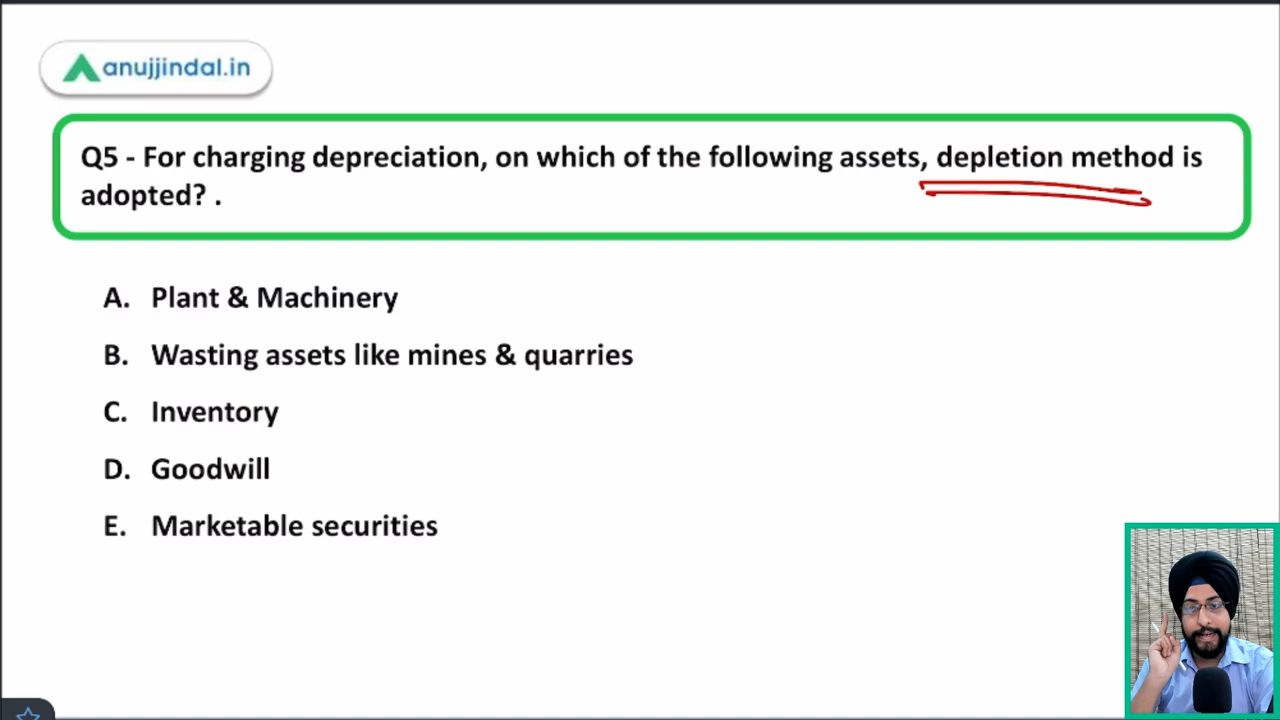 anujjindal.in
Q5 - For charging depreciation, on which of the following assets, depletion method is
adopted? .
A. Plant & Machinery
B. Wasting assets like mines & quarries
C. Inventory
D. Goodwill
E. Marketable securities